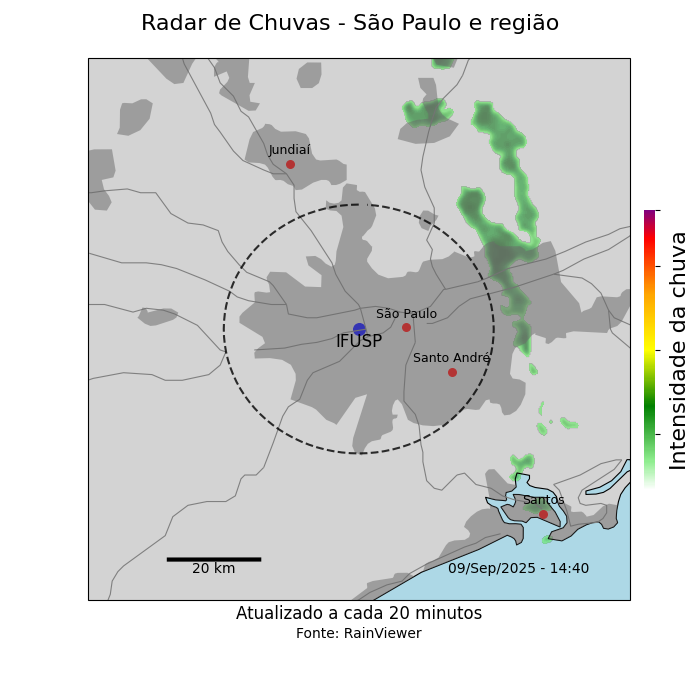 Radar de Chuvas - São Paulo e região
Jundiaí
São Paulo
IFUSP
Santo André
Santos
20 km
09/Sep/2025 - 14:40
Intensidade da chuva
Atualizado a cada 20 minutos
Fonte: RainViewer